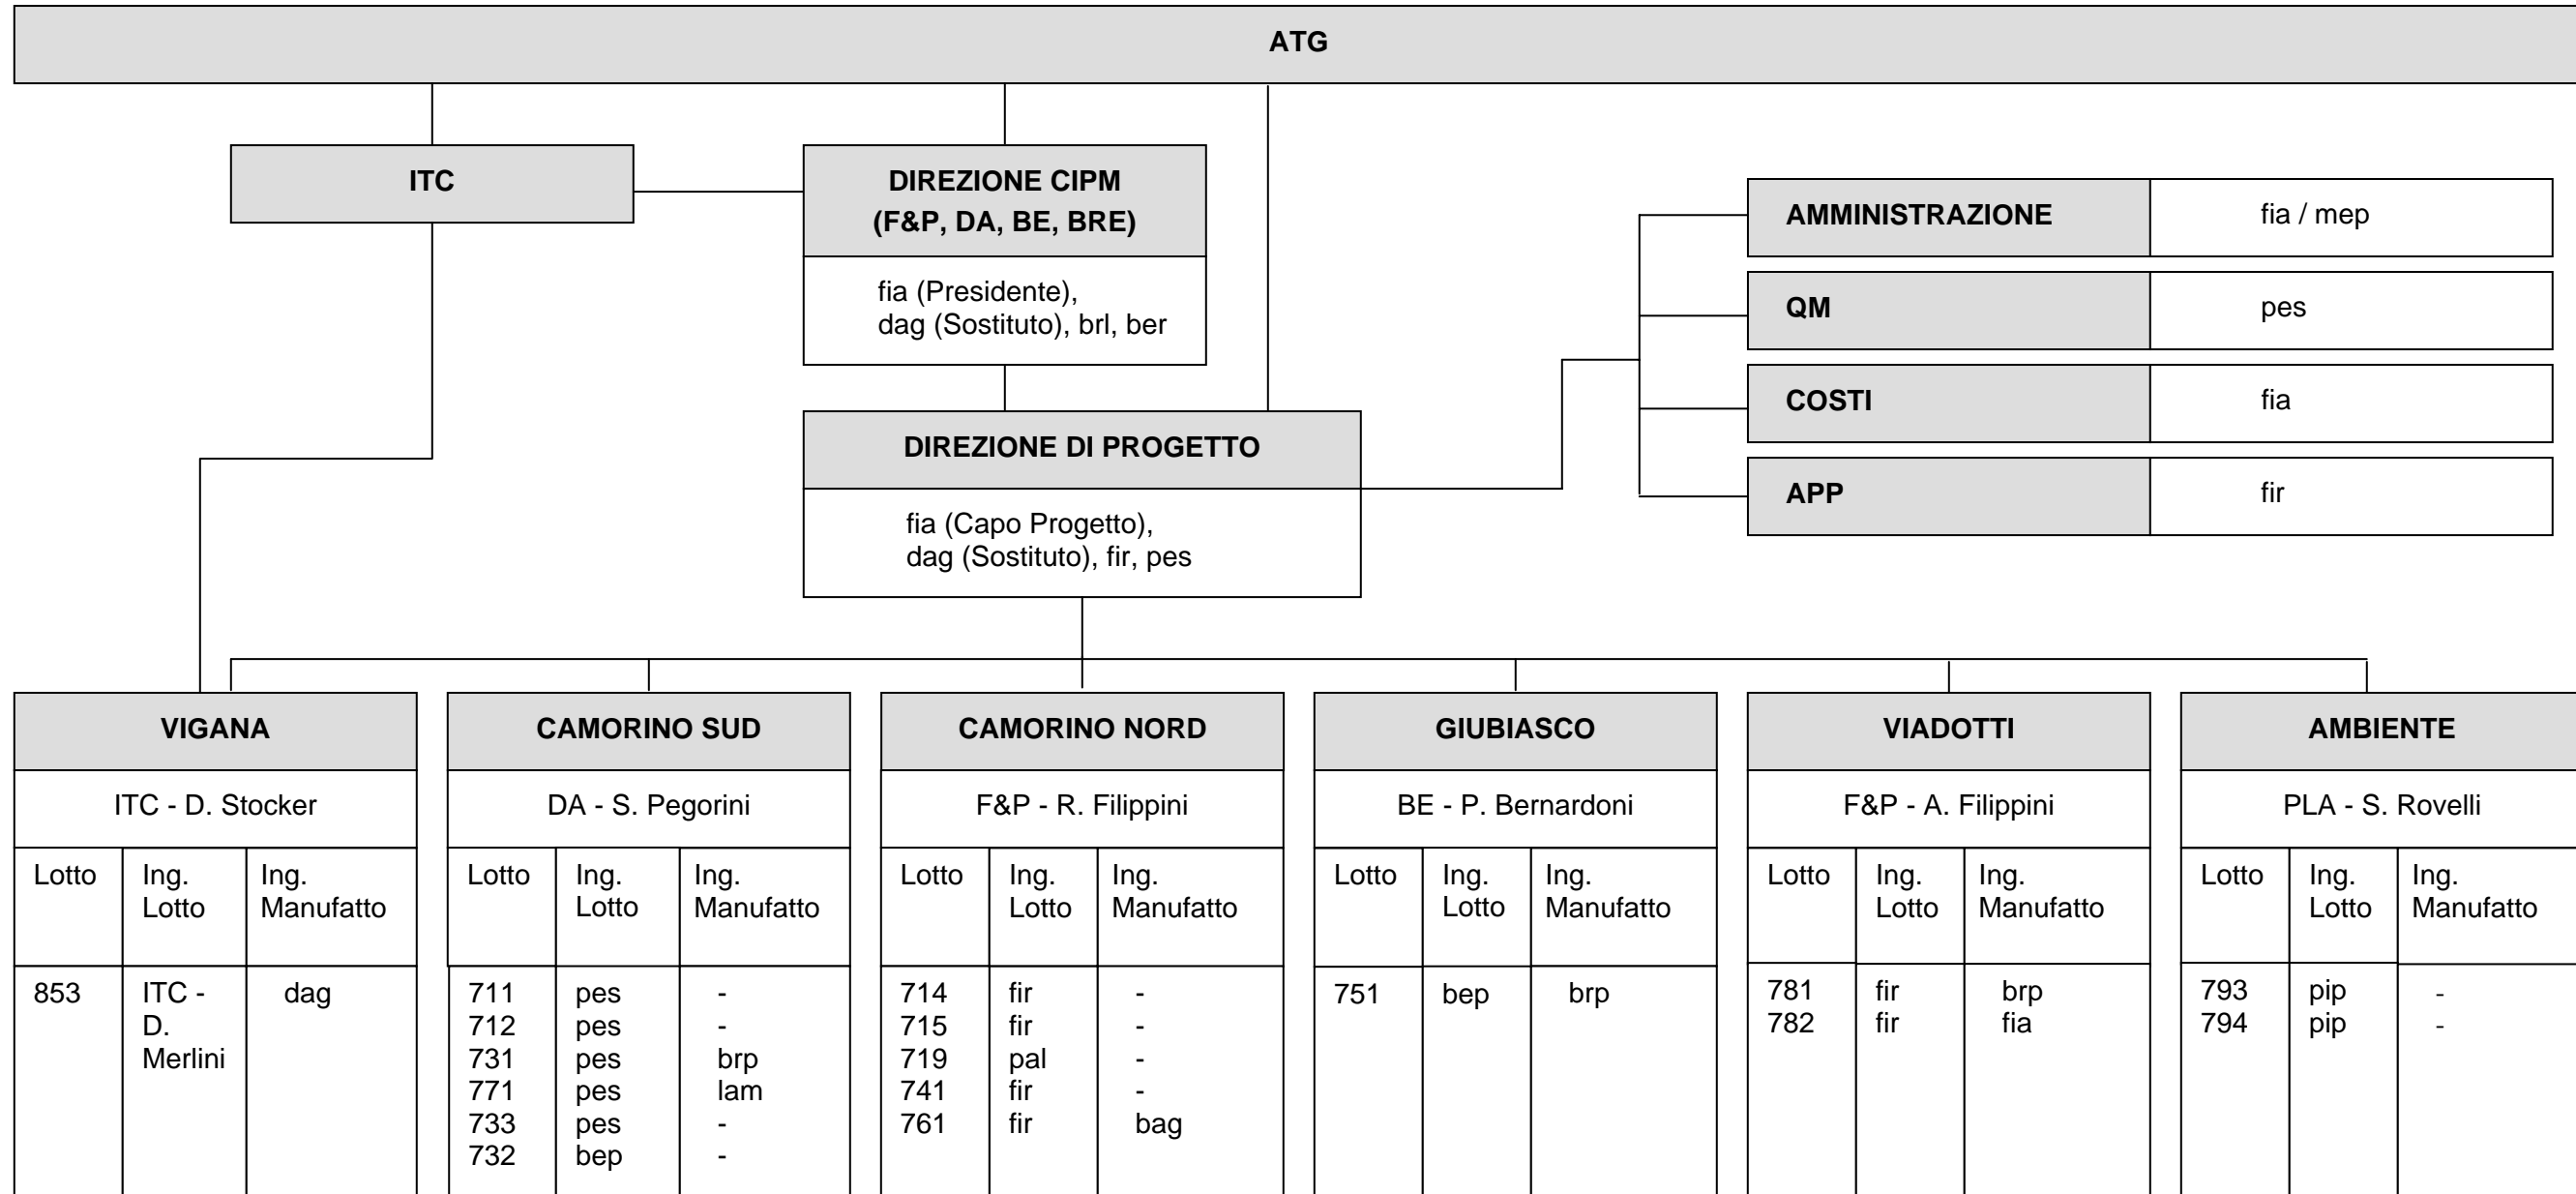 ATG
ITC
DIREZIONE CIPM
(F&P, DA, BE, BRE)
fia (Presidente),
dag (Sostituto), brl, ber
AMMINISTRAZIONE fia / mep
QM pes
COSTI fia
APP fir
DIREZIONE DI PROGETTO
fia (Capo Progetto),
dag (Sostituto), fir, pes
VIGANA
ITC - D. Stocker
Lotto Ing. Ing.
Lotto Manufatto
853 ITC - dag
D.
Merlini
CAMORINO SUD
DA - S. Pegorini
Lotto Ing. Ing.
Lotto Manufatto
711 pes -
712 pes -
731 pes brp
771 pes lam
733 pes -
732 bep -
CAMORINO NORD
F&P - R. Filippini
Lotto Ing. Ing.
Lotto Manufatto
714 fir -
715 fir -
719 pal -
741 fir -
761 fir bag
GIUBIASCO
BE - P. Bernardoni
Lotto Ing. Ing.
Lotto Manufatto
751 bep brp
VIADOTTI
F&P - A. Filippini
Lotto Ing. Ing.
Lotto Manufatto
781 fir brp
782 fir fia
AMBIENTE
PLA - S. Rovelli
Lotto Ing. Ing.
Lotto Manufatto
793 pip -
794 pip -